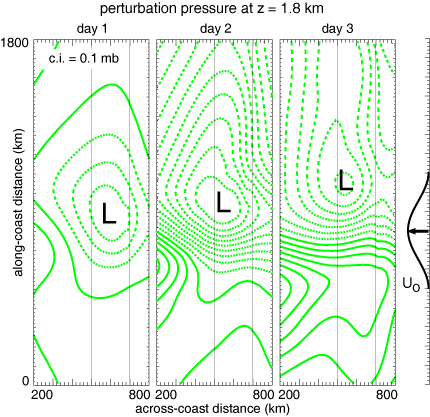 perturbation pressure at z = 1.8 km
day 1 day 2 day 3
1800
c.i. = 0.1 mb
along-coast distance (km)
L L L
U₀
0
200 800 200 800 200 800
across-coast distance (km)